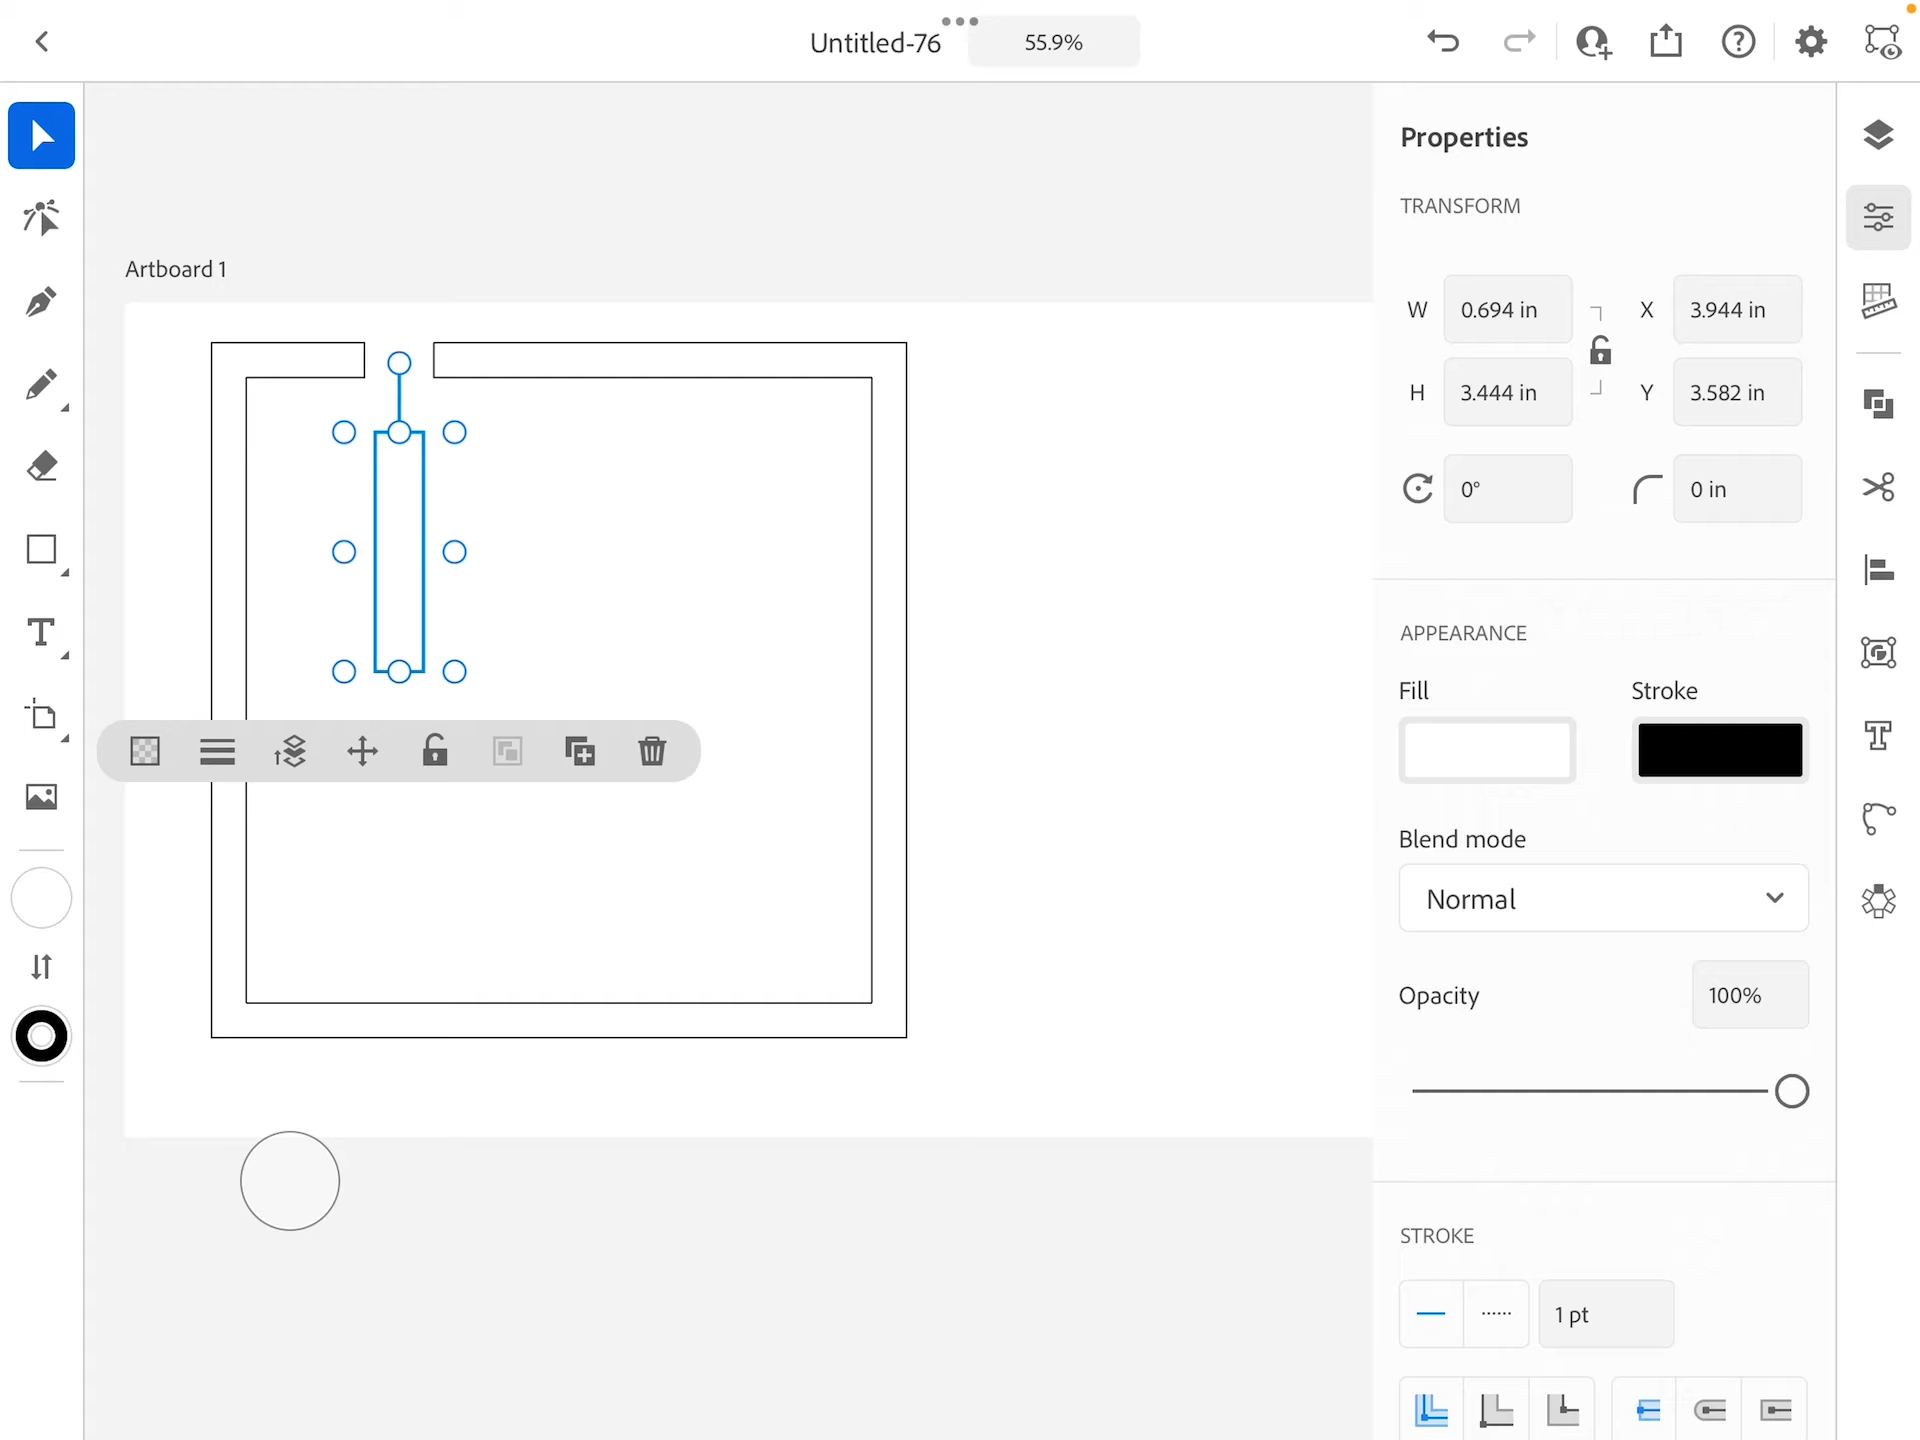 Untitled-76
55.9%
Properties
TRANSFORM
W 0.694 in X 3.944 in
H 3.444 in Y 3.582 in
0° 0 in
Artboard 1
APPEARANCE
Fill Stroke
Blend mode
Normal
Opacity 100%
STROKE
1 pt